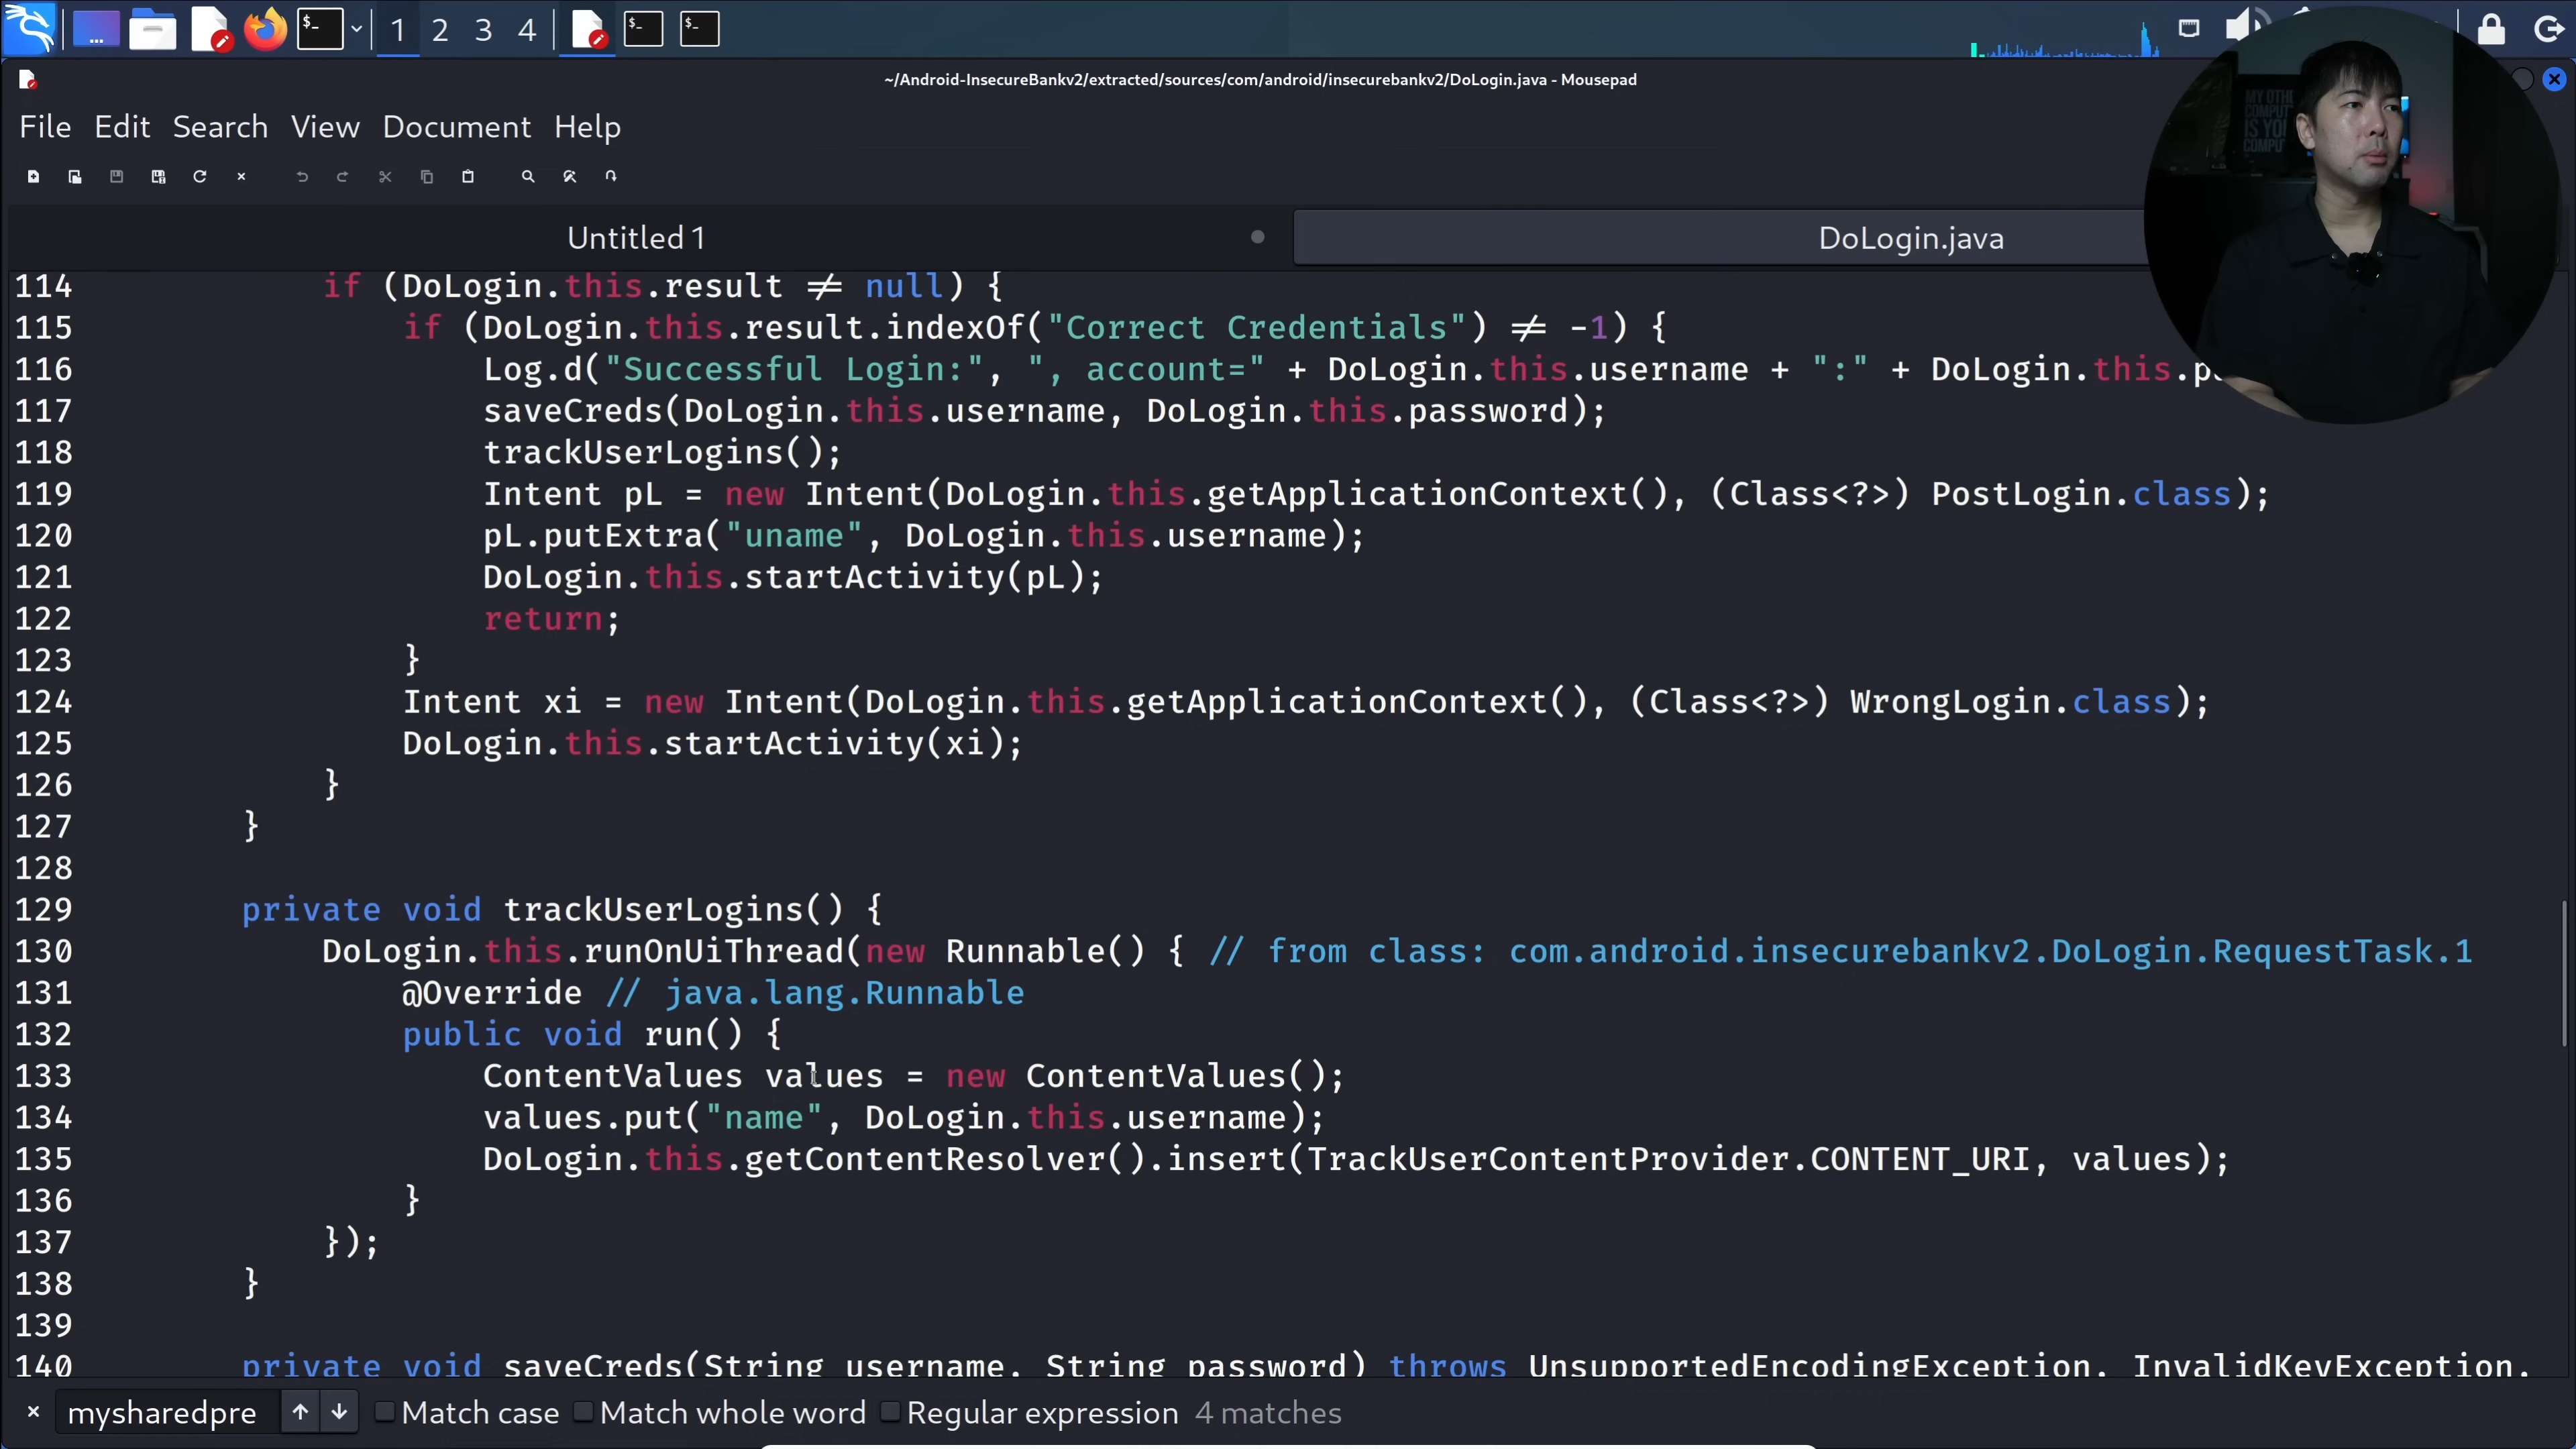 1 2 3 4
~/Android-InsecureBankv2/extracted/sources/com/android/insecurebankv2/DoLogin.java - Mousepad
File Edit Search View Document Help
Untitled 1
DoLogin.java
114 if (DoLogin.this.result ≠ null) {
115 if (DoLogin.this.result.indexOf("Correct Credentials") ≠ -1) {
116 Log.d("Successful Login:", ", account=" + DoLogin.this.username + ":" + DoLogin.this.p
117 saveCreds(DoLogin.this.username, DoLogin.this.password);
118 trackUserLogins();
119 Intent pL = new Intent(DoLogin.this.getApplicationContext(), (Class<?>) PostLogin.class);
120 pL.putExtra("uname", DoLogin.this.username);
121 DoLogin.this.startActivity(pL);
122 return;
123 }
124 Intent xi = new Intent(DoLogin.this.getApplicationContext(), (Class<?>) WrongLogin.class);
125 DoLogin.this.startActivity(xi);
126 }
127 }
128
129 private void trackUserLogins() {
130 DoLogin.this.runOnUiThread(new Runnable() { // from class: com.android.insecurebankv2.DoLogin.RequestTask.1
131 @Override // java.lang.Runnable
132 public void run() {
133 ContentValues values = new ContentValues();
134 values.put("name", DoLogin.this.username);
135 DoLogin.this.getContentResolver().insert(TrackUserContentProvider.CONTENT_URI, values);
136 }
137 });
138 }
139
140 private void saveCreds(String username, String password) throws UnsupportedEncodingException, InvalidKeyException,
mysharedpre Match case Match whole word Regular expression 4 matches